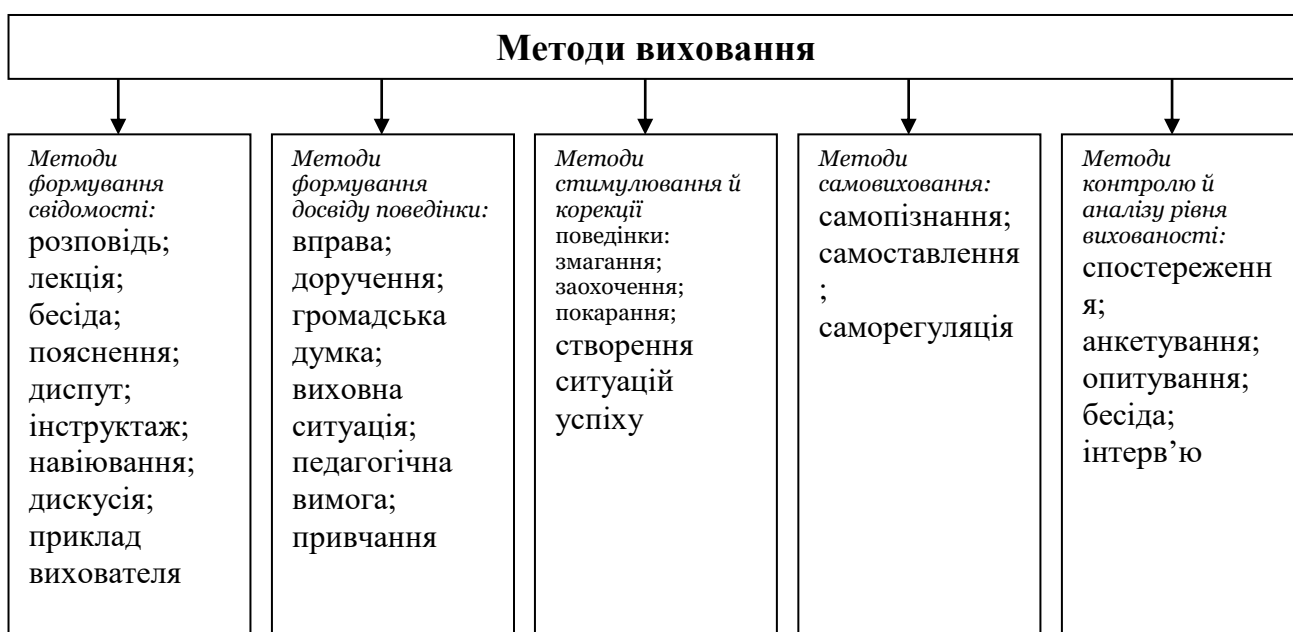 Методи виховання
Методи
формування
свідомості:
розповідь;
лекція;
бесіда;
пояснення;
диспут;
інструктаж;
навіювання;
дискусія;
приклад
вихователя
Методи
формування
досвіду поведінки:
вправа;
доручення;
громадська
думка;
виховна
ситуація;
педагогічна
вимога;
привчання
Методи
стимулювання й
корекції
поведінки:
змагання;
заохочення;
покарання;
створення
ситуацій
успіху
Методи
самовиховання:
самопізнання;
самоставлення
;
саморегуляція
Методи
контролю й
аналізу рівня
вихованості:
спостереженн
я;
анкетування;
опитування;
бесіда;
інтерв’ю